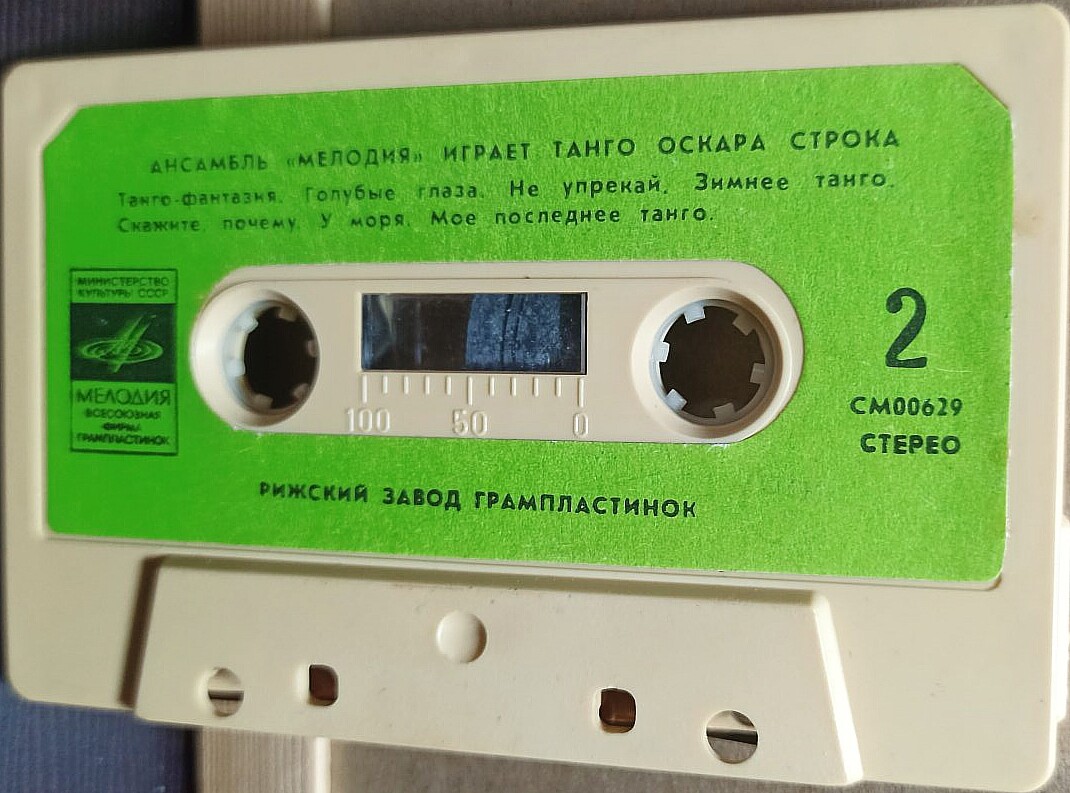 АНСАМБЛЬ «МЕЛОДИЯ» ИГРАЕТ ТАНГО ОСКАРА СТРОКА
Танго-фантазия. Голубые глаза. Не упрекай. Зимнее танго.
Скажите почему. У моря. Мое последнее танго.
МИНИСТЕРСТВО
КУЛЬТУРЫ СССР
МЕЛОДИЯ
ВСЕСОЮЗНАЯ
ФИРМА
ГРАМПЛАСТИНОК
2
СМ00629
СТЕРЕО
100 50 0
РИЖСКИЙ ЗАВОД ГРАМПЛАСТИНОК